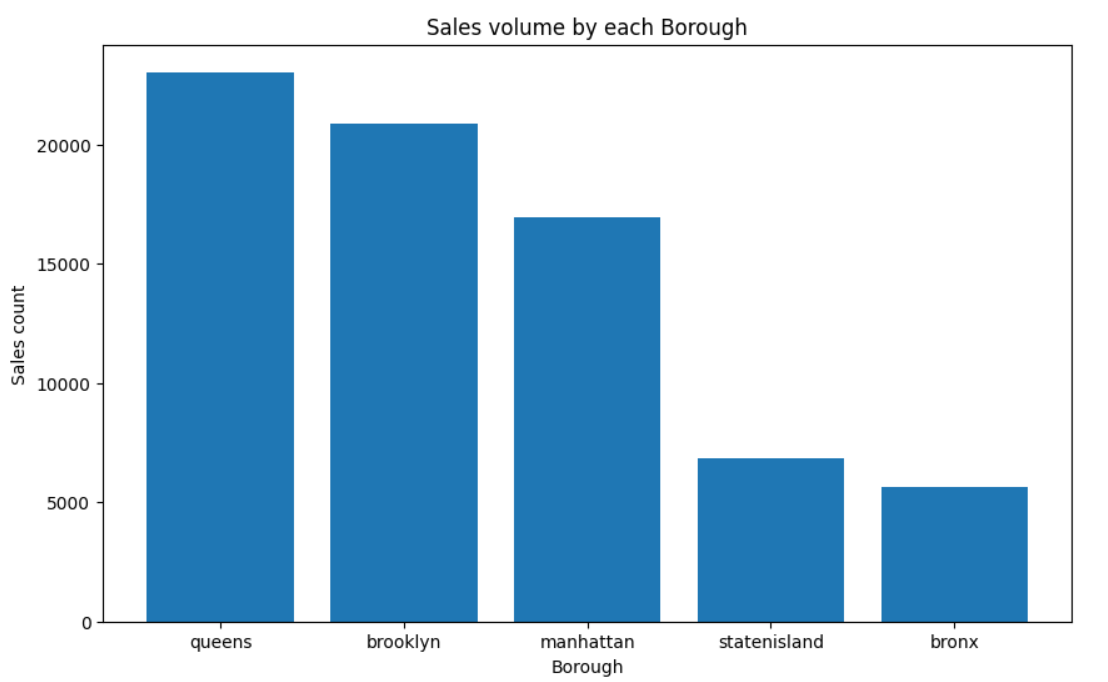 Sales volume by each Borough
Sales count
20000
15000
10000
5000
0
queens
brooklyn
manhattan
statenisland
bronx
Borough